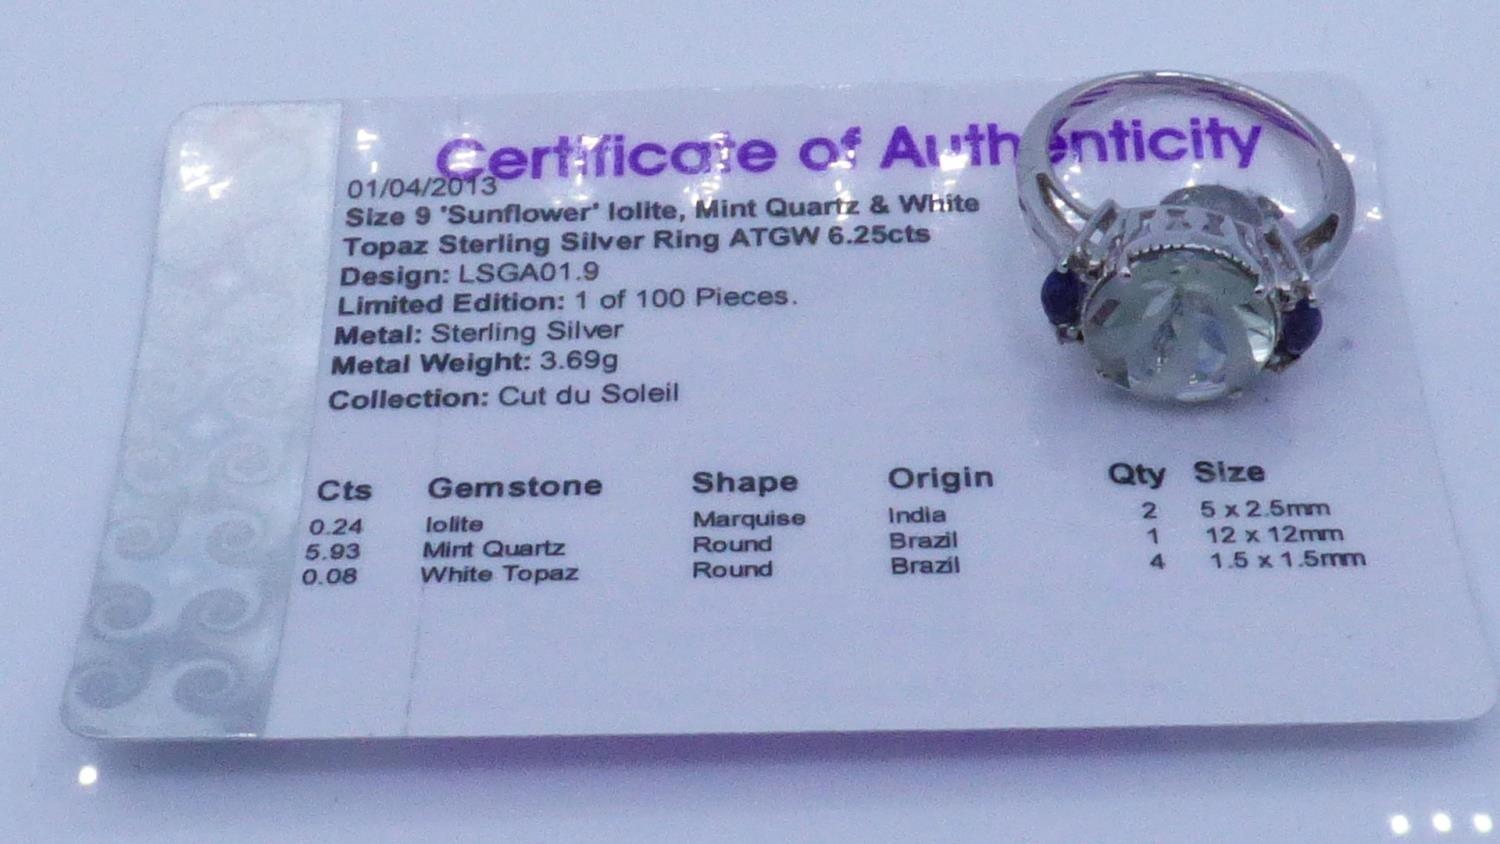 Certificate of Authenticity
01/04/2013
Size 9 'Sunflower' Iolite, Mint Quartz & White
Topaz Sterling Silver Ring ATGW 6.25cts
Design: LSGA01.9
Limited Edition: 1 of 100 Pieces.
Metal: Sterling Silver
Metal Weight: 3.69g
Collection: Cut du Soleil
Cts Gemstone Shape Origin Qty Size
0.24 Iolite Marquise India 2 5 x 2.5mm
5.93 Mint Quartz Round Brazil 1 12 x 12mm
0.08 White Topaz Round Brazil 4 1.5 x 1.5mm